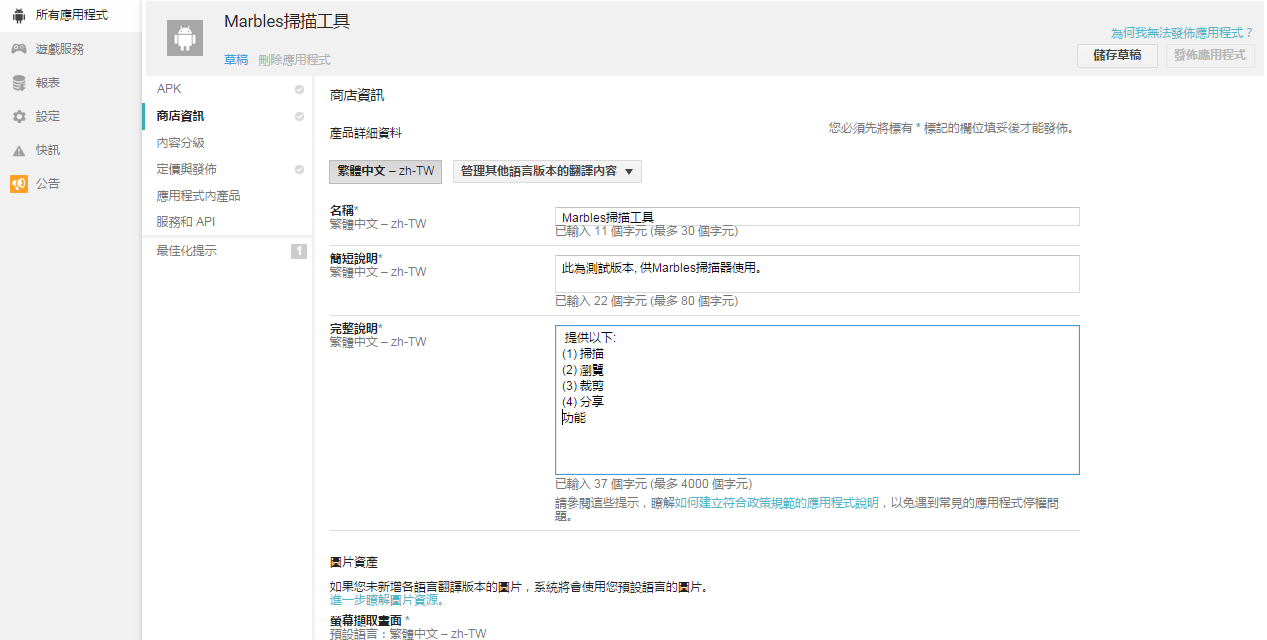 所有應用程式
遊戲服務
報表
設定
快訊
公告
Marbles掃描工具
草稿 刪除應用程式
為何我無法發佈應用程式？
儲存草稿 發佈應用程式
APK
商店資訊
內容分級
定價與發佈
應用程式內產品
服務和 API
最佳化提示 1
商店資訊
產品詳細資料
您必須先將標有 * 標記的欄位填妥後才能發佈。
繁體中文 – zh-TW 管理其他語言版本的翻譯內容
名稱*
繁體中文 – zh-TW
Marbles掃描工具
已輸入 11 個字元 (最多 30 個字元)
簡短說明*
繁體中文 – zh-TW
此為測試版本, 供Marbles掃描器使用。
已輸入 22 個字元 (最多 80 個字元)
完整說明*
繁體中文 – zh-TW
提供以下:
(1) 掃描
(2) 瀏覽
(3) 裁剪
(4) 分享
功能
已輸入 37 個字元 (最多 4000 個字元)
請參閱這些提示，瞭解如何建立符合政策規範的應用程式說明，以免遇到常見的應用程式停權問
題。
圖片資產
如果您未新增各語言翻譯版本的圖片，系統將會使用您預設語言的圖片。
進一步瞭解圖片資源。
螢幕擷取畫面 *
預設語言：繁體中文 – zh-TW